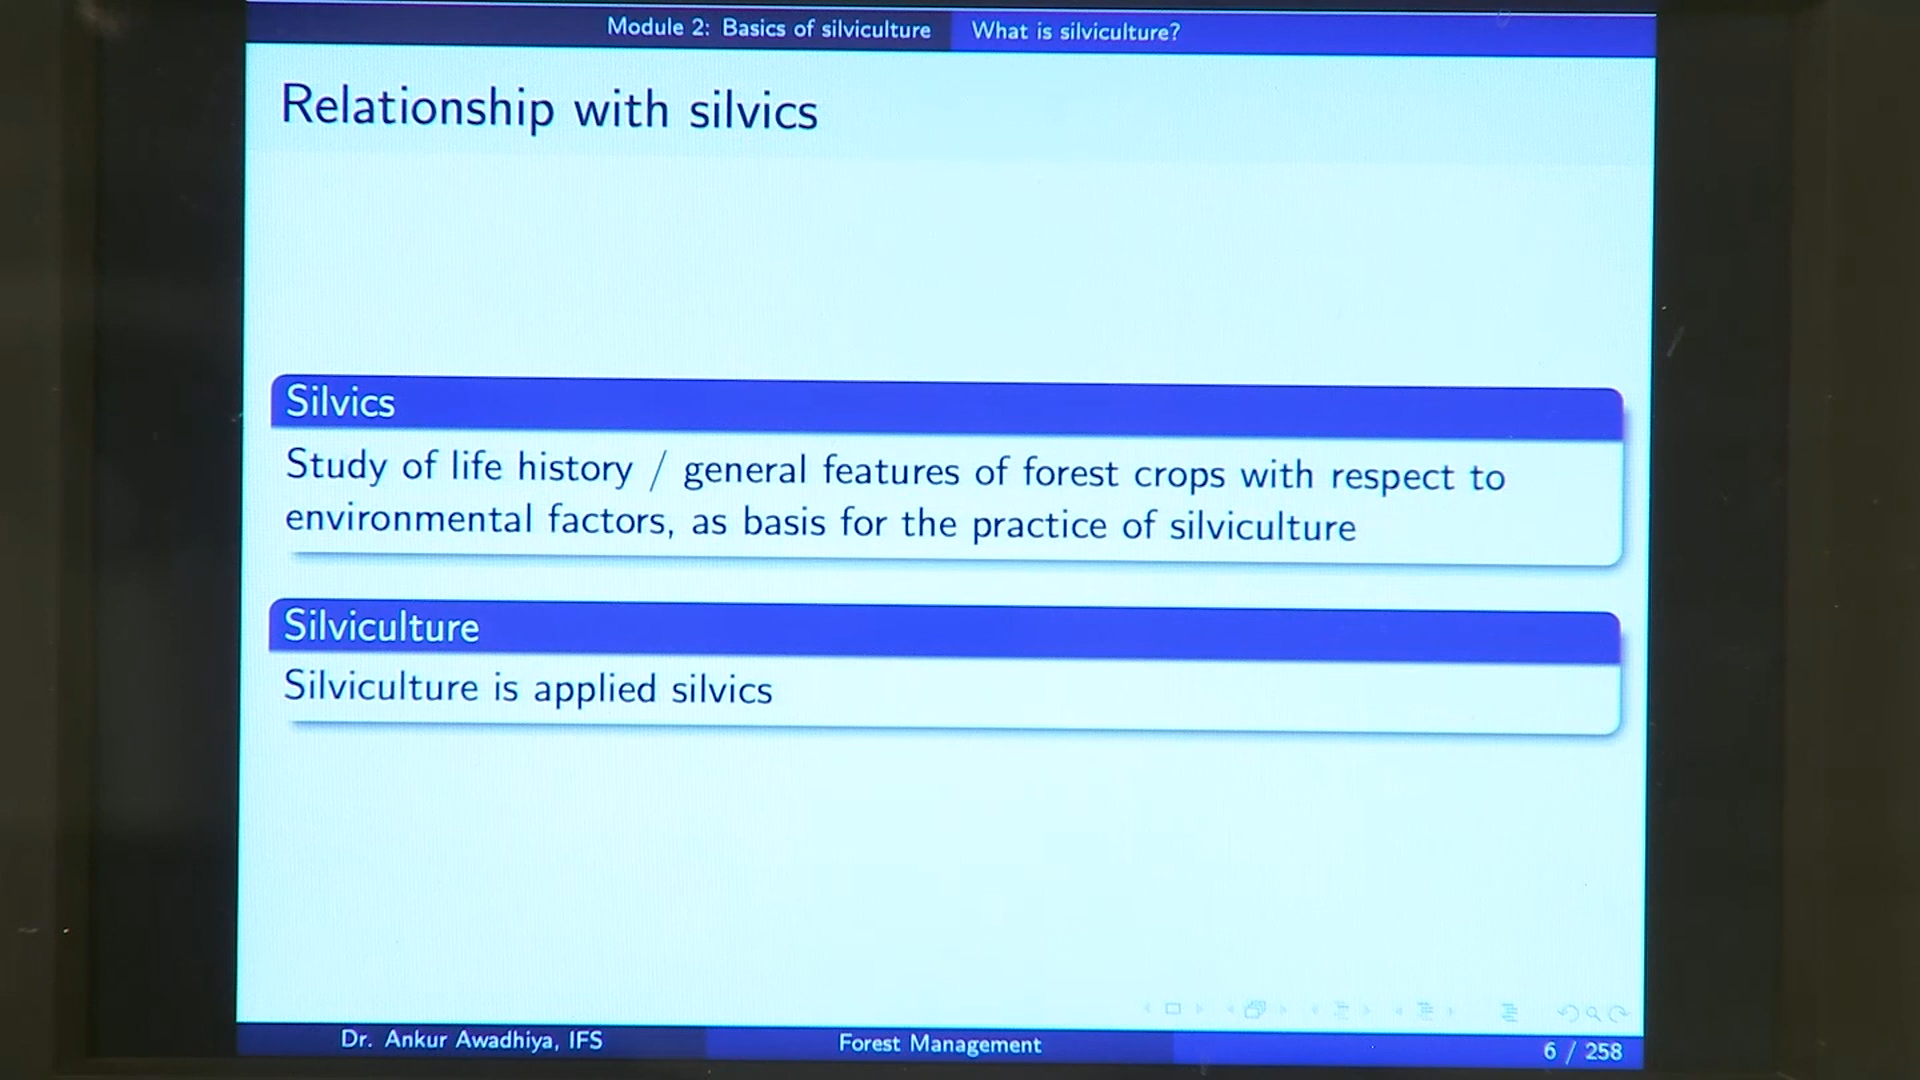 Module 2: Basics of silviculture What is silviculture?
Relationship with silvics
Silvics
Study of life history / general features of forest crops with respect to
environmental factors, as basis for the practice of silviculture
Silviculture
Silviculture is applied silvics
Dr. Ankur Awadhiya, IFS Forest Management 6 / 258